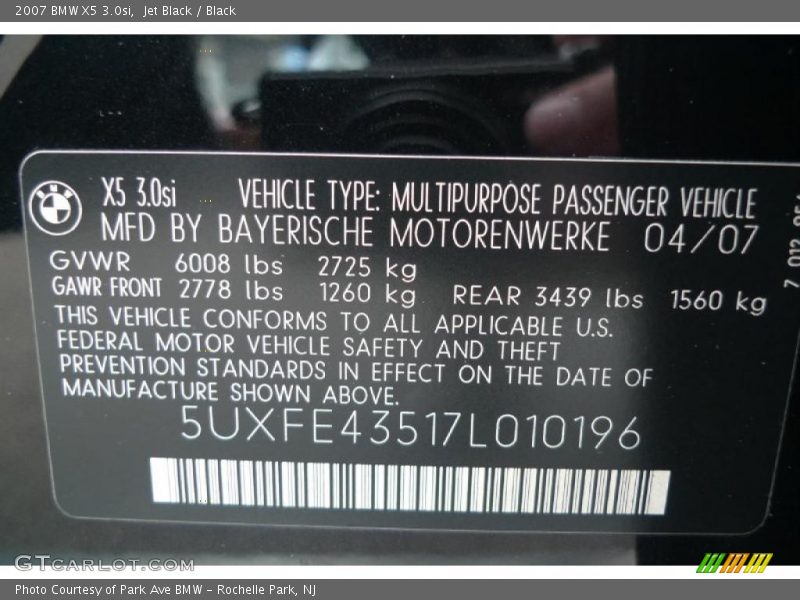 2007 BMW X5 3.0si, Jet Black / Black
BMW
X5 3.0si VEHICLE TYPE: MULTIPURPOSE PASSENGER VEHICLE
MFD BY BAYERISCHE MOTORENWERKE 04/07
GVWR 6008 lbs 2725 kg
GAWR FRONT 2778 lbs 1260 kg REAR 3439 lbs 1560 kg
THIS VEHICLE CONFORMS TO ALL APPLICABLE U.S.
FEDERAL MOTOR VEHICLE SAFETY AND THEFT
PREVENTION STANDARDS IN EFFECT ON THE DATE OF
MANUFACTURE SHOWN ABOVE.
5UXFE43517L010196
GTCARLOT.COM
Photo Courtesy of Park Ave BMW - Rochelle Park, NJ